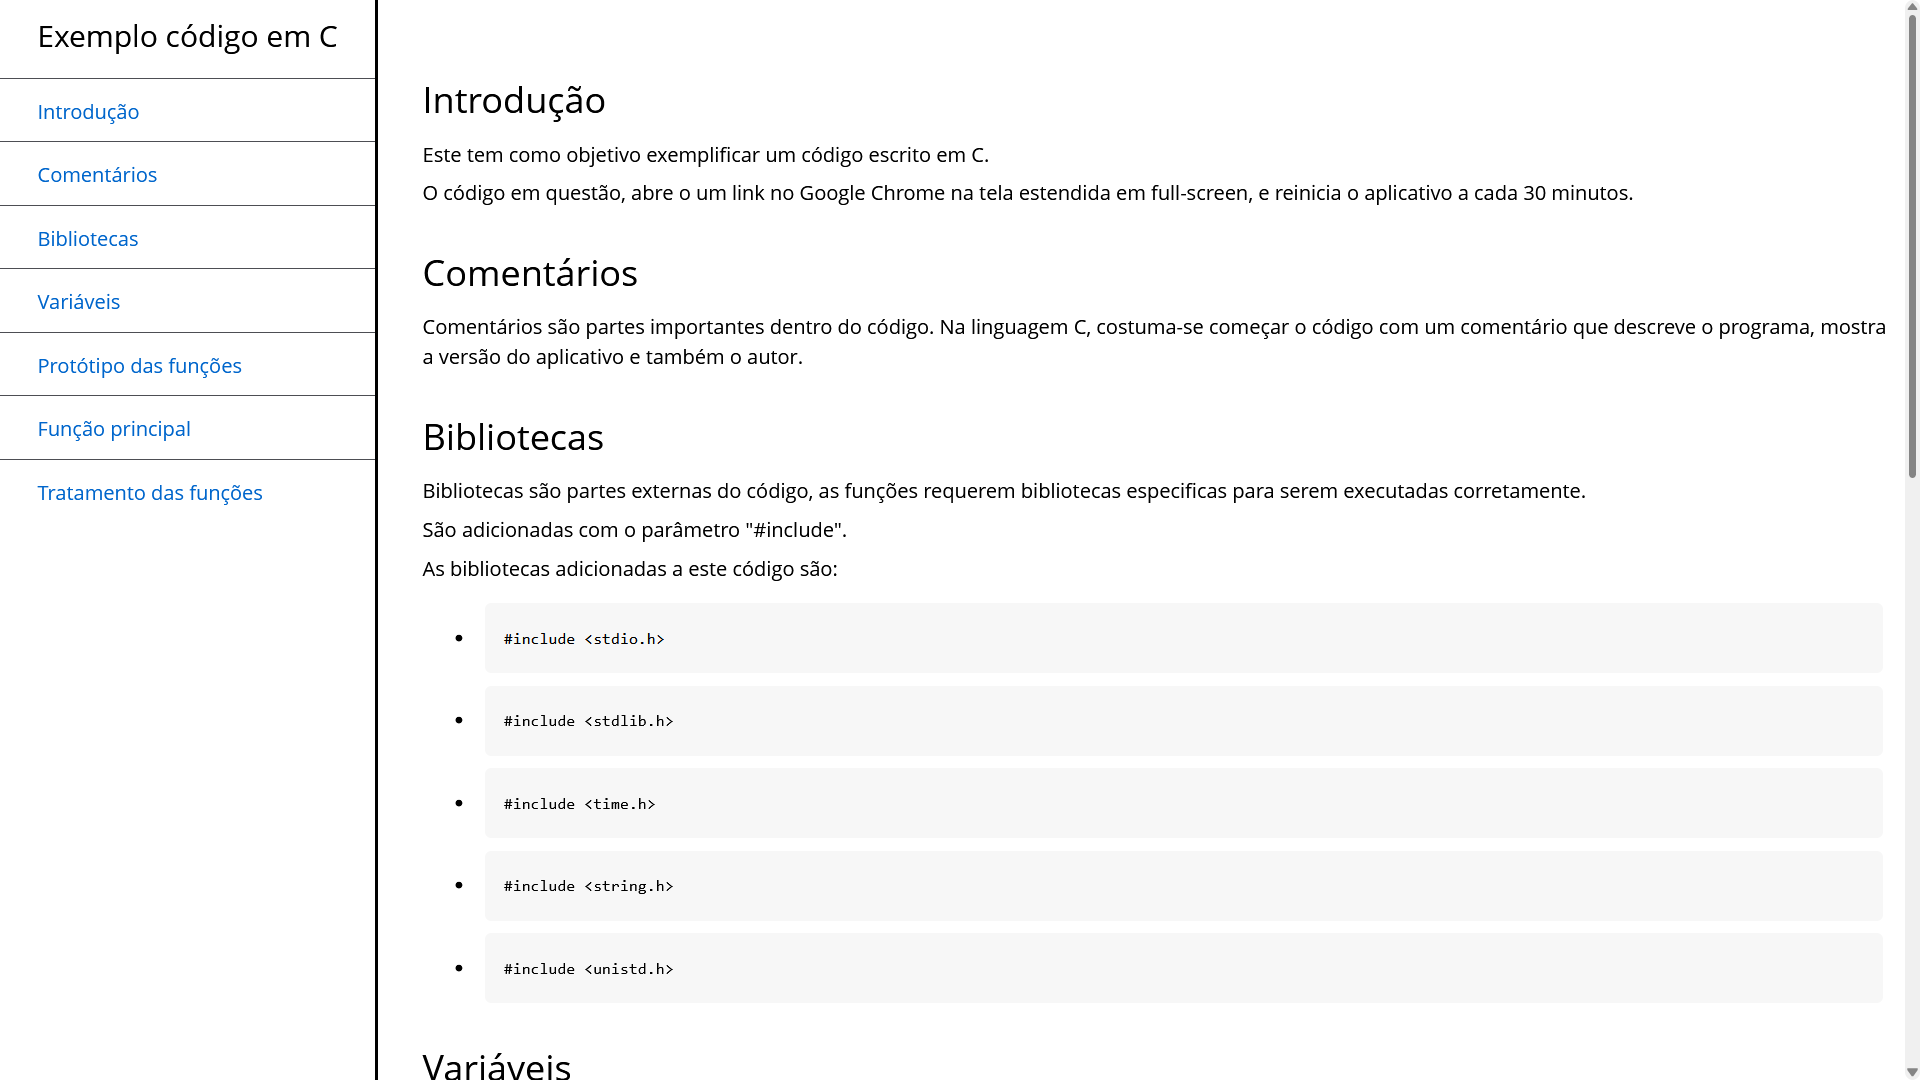 Exemplo código em C
Introdução
Comentários
Bibliotecas
Variáveis
Protótipo das funções
Função principal
Tratamento das funções
Introdução
Este tem como objetivo exemplificar um código escrito em C.
O código em questão, abre o um link no Google Chrome na tela estendida em full-screen, e reinicia o aplicativo a cada 30 minutos.
Comentários
Comentários são partes importantes dentro do código. Na linguagem C, costuma-se começar o código com um comentário que descreve o programa, mostra
a versão do aplicativo e também o autor.
Bibliotecas
Bibliotecas são partes externas do código, as funções requerem bibliotecas especificas para serem executadas corretamente.
São adicionadas com o parâmetro "#include".
As bibliotecas adicionadas a este código são:
#include <stdio.h>
#include <stdlib.h>
#include <time.h>
#include <string.h>
#include <unistd.h>
Variáveis